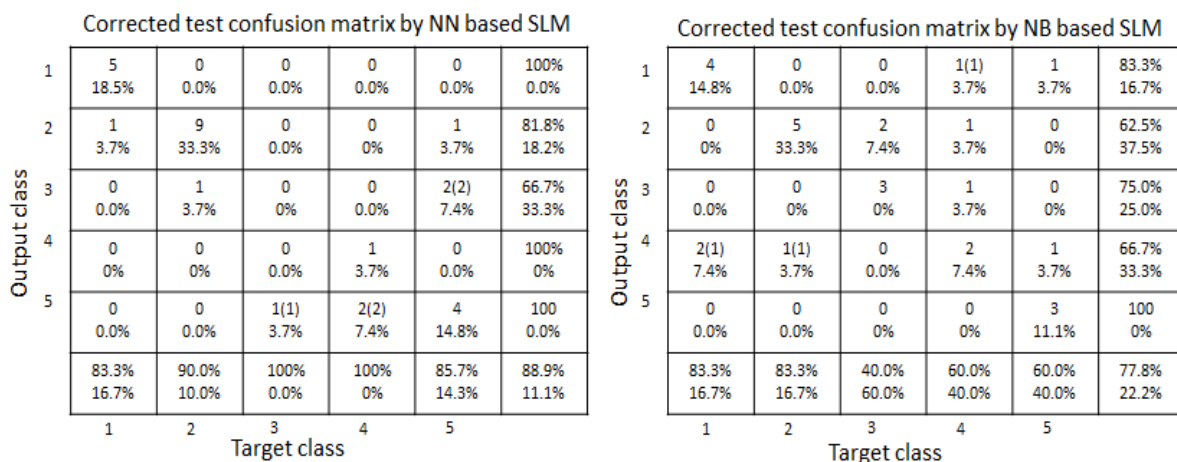 Corrected test confusion matrix by NN based SLM
1 5 0 0 0 0 100%
18.5% 0.0% 0.0% 0.0% 0.0% 0.0%
2 1 9 0 0 1 81.8%
3.7% 33.3% 0.0% 0% 3.7% 18.2%
3 0 1 0 0 2(2) 66.7%
0.0% 3.7% 0% 0.0% 7.4% 33.3%
4 0 0 0 1 0 100%
0% 0% 0.0% 3.7% 0.0% 0%
5 0 0 1(1) 2(2) 4 100
0.0% 0.0% 3.7% 7.4% 14.8% 0.0%
83.3% 90.0% 100% 100% 85.7% 88.9%
16.7% 10.0% 0.0% 0% 14.3% 11.1%
1 2 3 4 5
Output class
Target class
Corrected test confusion matrix by NB based SLM
1 4 0 0 1(1) 1 83.3%
14.8% 0.0% 0.0% 3.7% 3.7% 16.7%
2 0 5 2 1 0 62.5%
0% 33.3% 7.4% 3.7% 0% 37.5%
3 0 0 3 1 0 75.0%
0.0% 0% 0% 3.7% 0% 25.0%
4 2(1) 1(1) 0 2 1 66.7%
7.4% 3.7% 0.0% 7.4% 3.7% 33.3%
5 0 0 0 0 3 100
0.0% 0.0% 0% 0% 11.1% 0%
83.3% 83.3% 40.0% 60.0% 60.0% 77.8%
16.7% 16.7% 60.0% 40.0% 40.0% 22.2%
1 2 3 4 5
Output class
Target class